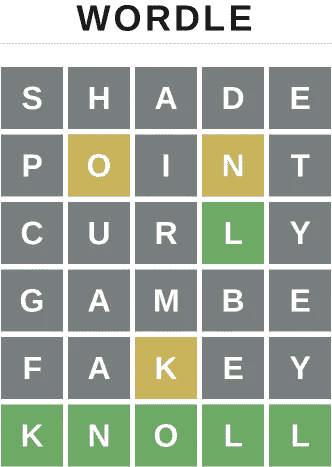 WORDLE
S H A D E
P O I N T
C U R L Y
G A M B E
F A K E Y
K N O L L